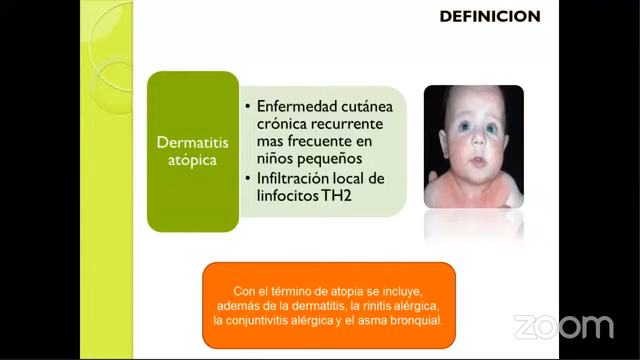 DEFINICION
Dermatitis
atópica
• Enfermedad cutánea
crónica recurrente
mas frecuente en
niños pequeños
• Infiltración local de
linfocitos TH2
Con el término de atopia se incluye,
además de la dermatitis, la rinitis alérgica,
la conjuntivitis alérgica y el asma bronquial.
zoom